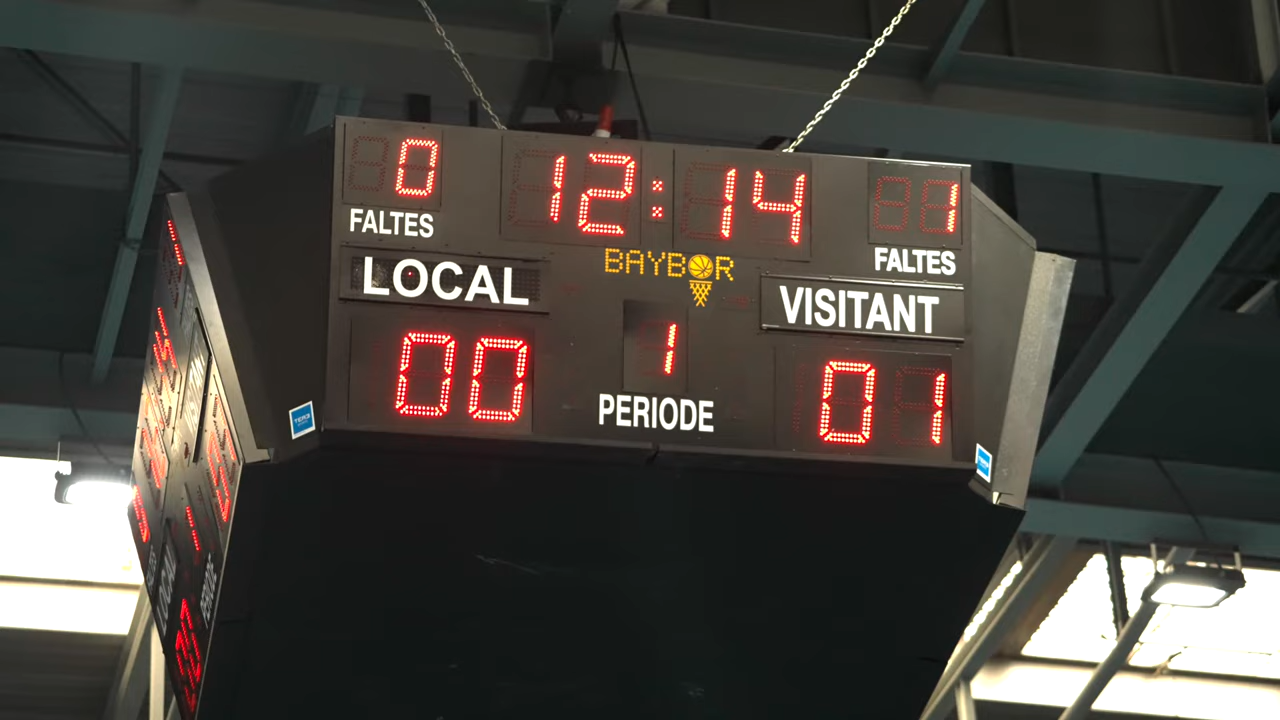 0 12:14 1
FALTES FALTES
BAYBOR
LOCAL VISITANT
00 1 01
PERIODE